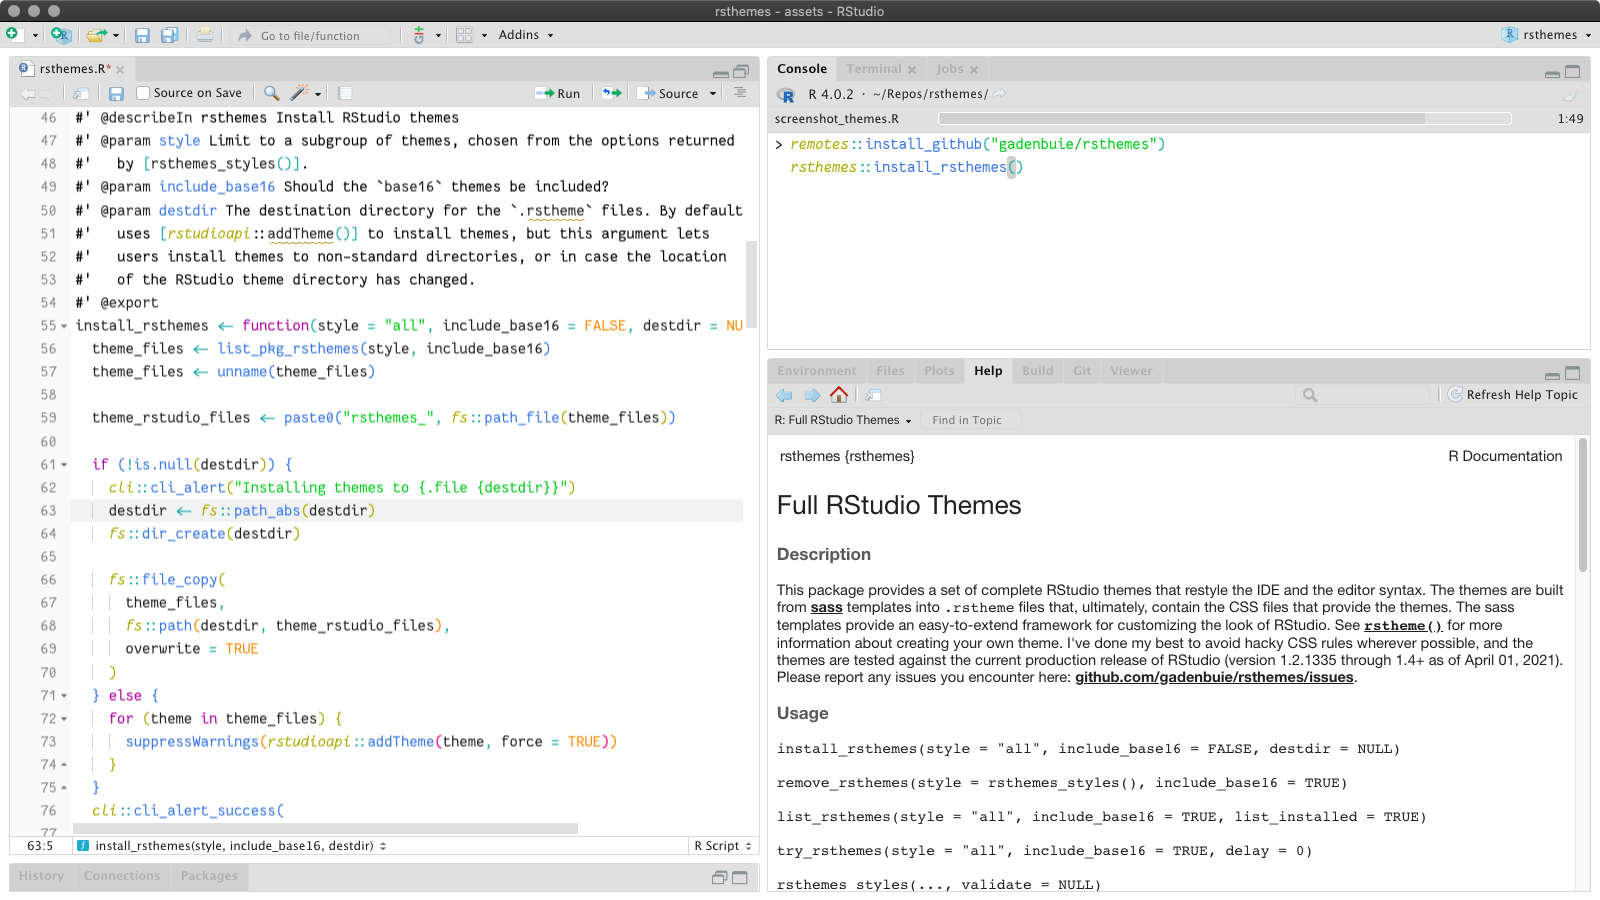 rsthemes - assets - RStudio
Go to file/function
Addins
rsthemes
rsthemes.R*
Source on Save
Run
Source
46 #' @describeIn rsthemes Install RStudio themes
47 #' @param style Limit to a subgroup of themes, chosen from the options returned
48 #'   by [rsthemes_styles()].
49 #' @param include_base16 Should the `base16` themes be included?
50 #' @param destdir The destination directory for the `.rstheme` files. By default
51 #'   uses [rstudioapi::addTheme()] to install themes, but this argument lets
52 #'   users install themes to non-standard directories, or in case the location
53 #'   of the RStudio theme directory has changed.
54 #' @export
55 install_rsthemes <- function(style = "all", include_base16 = FALSE, destdir = NU
56   theme_files <- list_pkg_rsthemes(style, include_base16)
57   theme_files <- unname(theme_files)
58
59   theme_rstudio_files <- paste0("rsthemes_", fs::path_file(theme_files))
60
61   if (!is.null(destdir)) {
62     cli::cli_alert("Installing themes to {.file {destdir}}")
63     destdir <- fs::path_abs(destdir)
64     fs::dir_create(destdir)
65
66     fs::file_copy(
67       theme_files,
68       fs::path(destdir, theme_rstudio_files),
69       overwrite = TRUE
70     )
71   } else {
72     for (theme in theme_files) {
73       suppressWarnings(rstudioapi::addTheme(theme, force = TRUE))
74     }
75   }
76   cli::cli_alert_success(
77
63:5 install_rsthemes(style, include_base16, destdir) R Script
History Connections Packages
Console Terminal Jobs
R 4.0.2 · ~/Repos/rsthemes/
screenshot_themes.R 1:49
> remotes::install_github("gadenbuie/rsthemes")
rsthemes::install_rsthemes()
Environment Files Plots Help Build Git Viewer
Refresh Help Topic
R: Full RStudio Themes Find in Topic
rsthemes {rsthemes} R Documentation
Full RStudio Themes
Description
This package provides a set of complete RStudio themes that restyle the IDE and the editor syntax. The themes are built
from sass templates into .rstheme files that, ultimately, contain the CSS files that provide the themes. The sass
templates provide an easy-to-extend framework for customizing the look of RStudio. See rstheme() for more
information about creating your own theme. I've done my best to avoid hacky CSS rules wherever possible, and the
themes are tested against the current production release of RStudio (version 1.2.1335 through 1.4+ as of April 01, 2021).
Please report any issues you encounter here: github.com/gadenbuie/rsthemes/issues.
Usage
install_rsthemes(style = "all", include_base16 = FALSE, destdir = NULL)
remove_rsthemes(style = rsthemes_styles(), include_base16 = TRUE)
list_rsthemes(style = "all", include_base16 = TRUE, list_installed = TRUE)
try_rsthemes(style = "all", include_base16 = TRUE, delay = 0)
rsthemes_styles(..., validate = NULL)